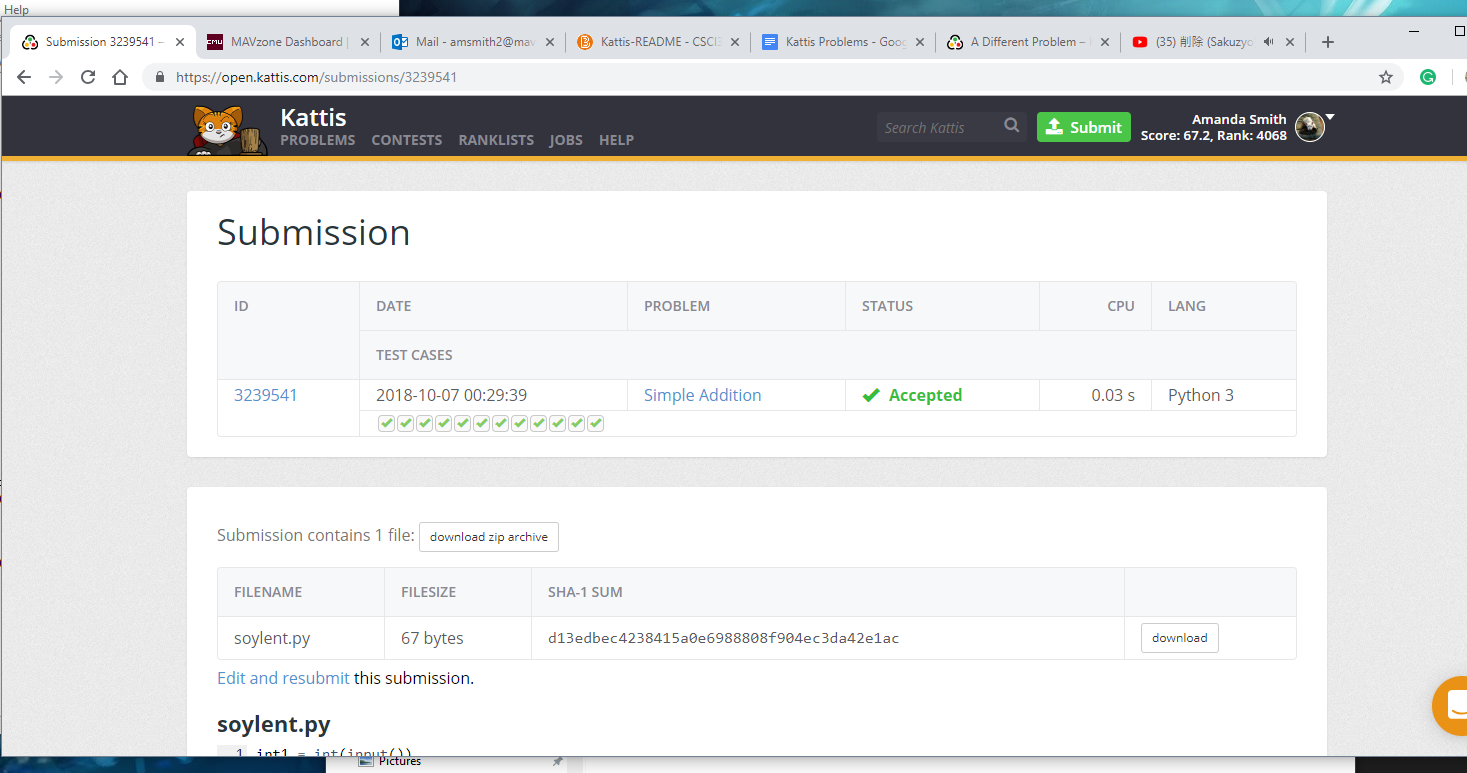 Help
Submission 3239541 –
MAVzone Dashboard |
Mail - amsmith2@mav
Kattis-README - CSCI3
Kattis Problems - Goog
A Different Problem –
(35) 削除 (Sakuzyo
https://open.kattis.com/submissions/3239541
Kattis
PROBLEMS CONTESTS RANKLISTS JOBS HELP
Search Kattis
Submit
Amanda Smith
Score: 67.2, Rank: 4068
Submission
ID DATE PROBLEM STATUS CPU LANG
TEST CASES
3239541 2018-10-07 00:29:39 Simple Addition Accepted 0.03 s Python 3
Submission contains 1 file: download zip archive
FILENAME FILESIZE SHA-1 SUM
soylent.py 67 bytes d13edbec4238415a0e6988808f904ec3da42e1ac download
Edit and resubmit this submission.
soylent.py
1 int1 = int(input())
Pictures